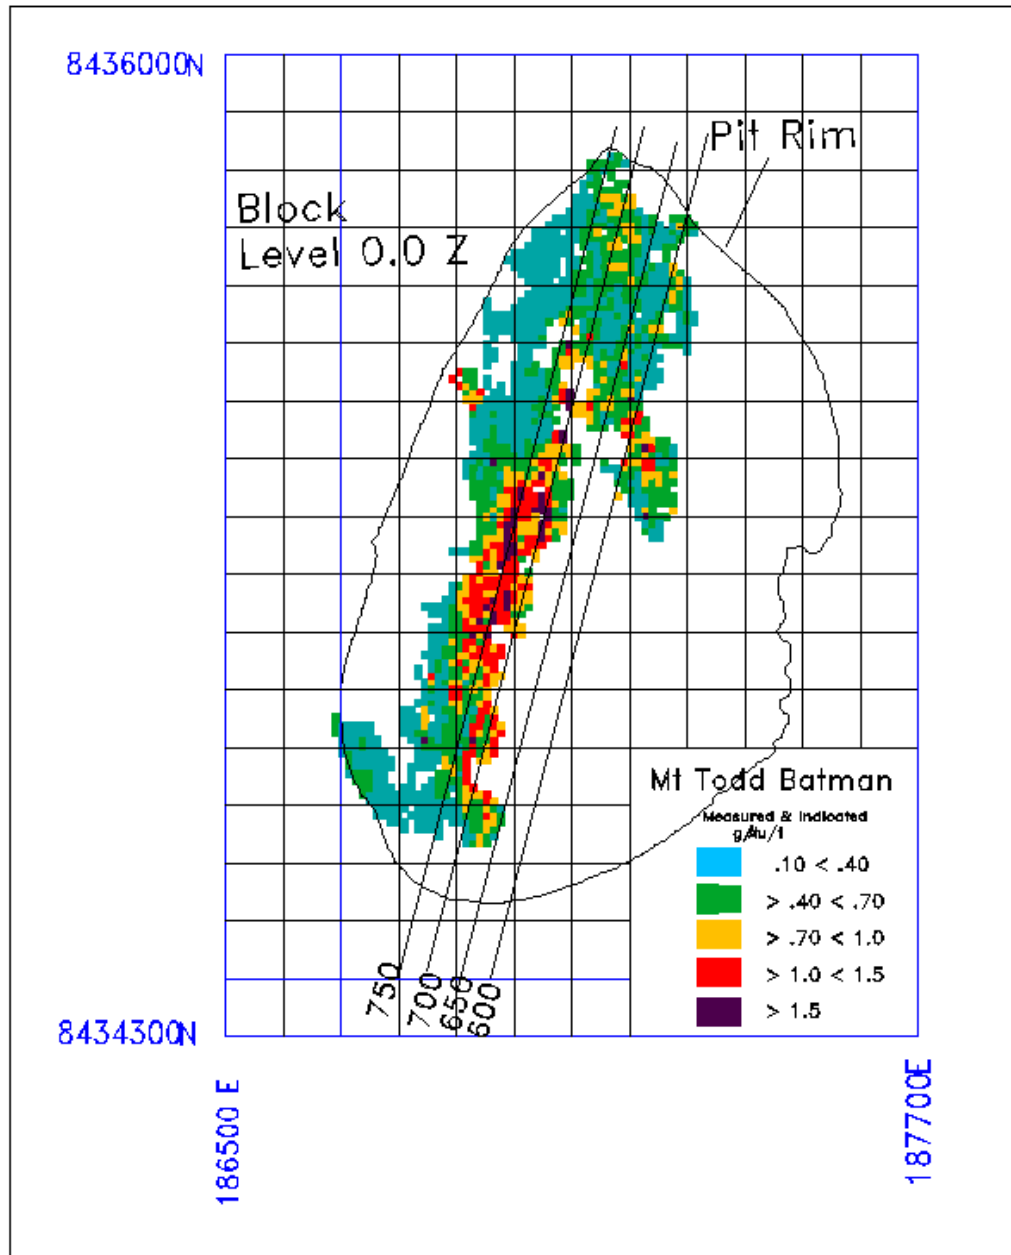 8436000N
Pit Rim
Block
Level 0.0 Z
Mt Todd Batman
Measured & Indicated
g/Au/t
.10 < .40
> .40 < .70
> .70 < 1.0
> 1.0 < 1.5
> 1.5
750
700
650
600
8434300N
186500 E
187700E